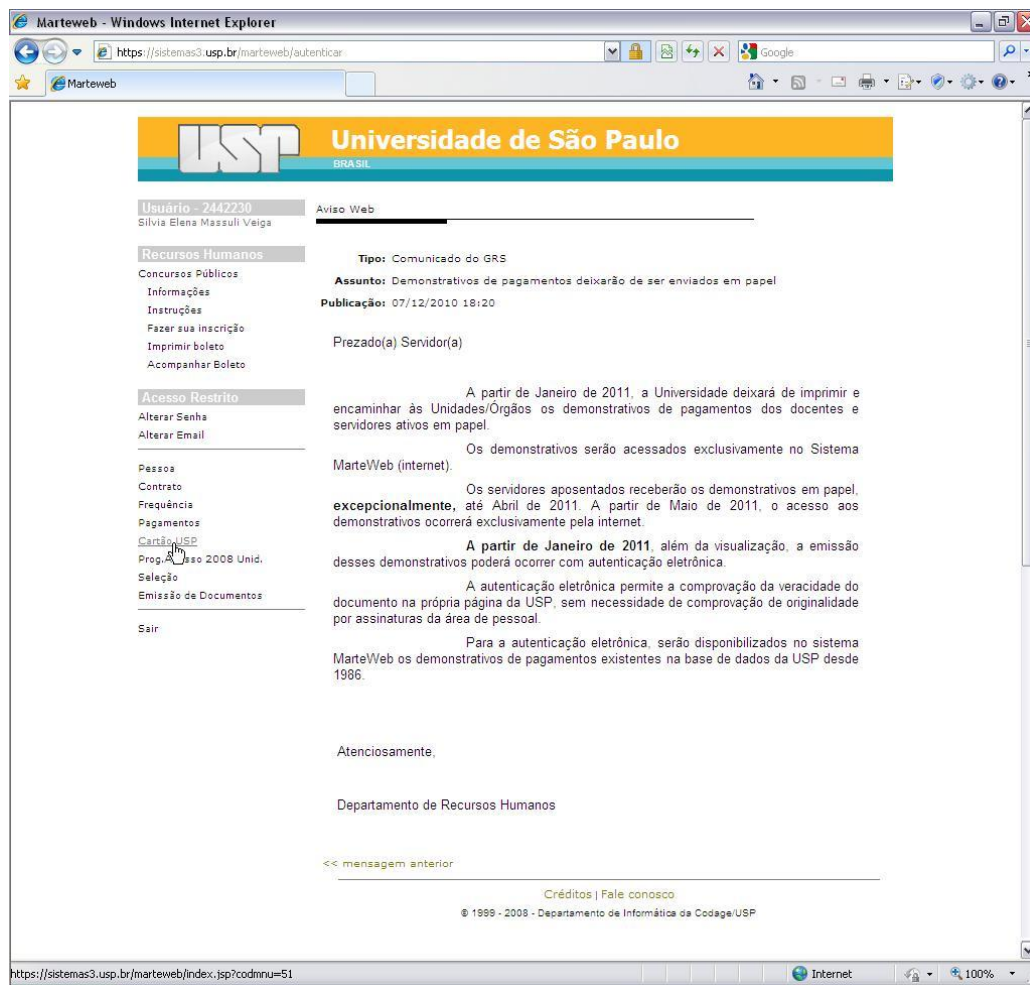 Marteweb - Windows Internet Explorer
https://sistemas3.usp.br/marteweb/autenticar
Google
Marteweb
USP
Universidade de São Paulo
BRASIL
Usuário - 2442230
Silvia Elena Massuli Veiga
Recursos Humanos
Concursos Públicos
Informações
Instruções
Fazer sua inscrição
Imprimir boleto
Acompanhar Boleto
Acesso Restrito
Alterar Senha
Alterar Email
Pessoa
Contrato
Frequência
Pagamentos
Cartão USP
Prog. 2008 Unid.
Seleção
Emissão de Documentos
Sair
Aviso Web
Tipo: Comunicado do GRS
Assunto: Demonstrativos de pagamentos deixarão de ser enviados em papel
Publicação: 07/12/2010 18:20
Prezado(a) Servidor(a)
A partir de Janeiro de 2011, a Universidade deixará de imprimir e
encaminhar às Unidades/Órgãos os demonstrativos de pagamentos dos docentes e
servidores ativos em papel.
Os demonstrativos serão acessados exclusivamente no Sistema
MarteWeb (internet).
Os servidores aposentados receberão os demonstrativos em papel,
excepcionalmente, até Abril de 2011. A partir de Maio de 2011, o acesso aos
demonstrativos ocorrerá exclusivamente pela internet.
A partir de Janeiro de 2011, além da visualização, a emissão
desses demonstrativos poderá ocorrer com autenticação eletrônica.
A autenticação eletrônica permite a comprovação da veracidade do
documento na própria página da USP, sem necessidade de comprovação de originalidade
por assinaturas da área de pessoal.
Para a autenticação eletrônica, serão disponibilizados no sistema
MarteWeb os demonstrativos de pagamentos existentes na base de dados da USP desde
1986.
Atenciosamente,
Departamento de Recursos Humanos
<< mensagem anterior
Créditos | Fale conosco
© 1999 - 2008 - Departamento de Informática da Codage/USP
https://sistemas3.usp.br/marteweb/index.jsp?codmnu=51
Internet
100%